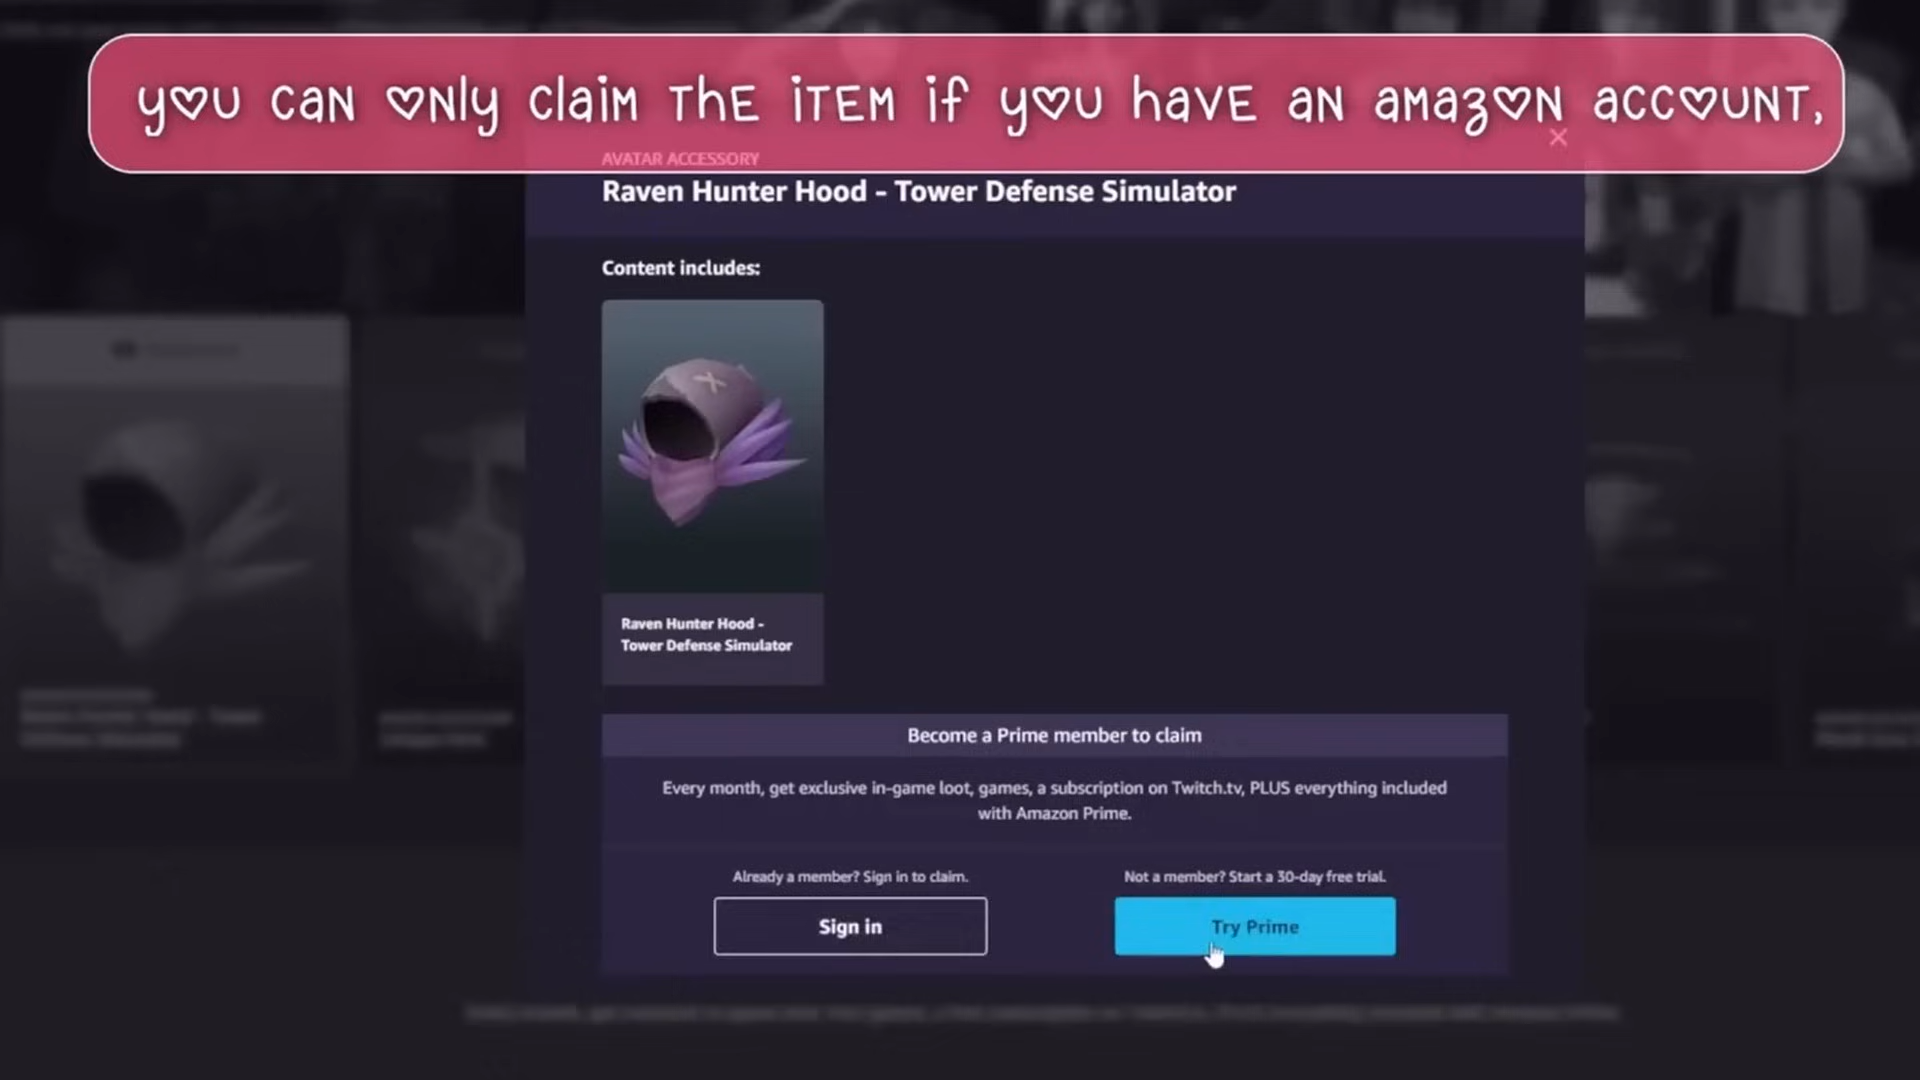 you can only claim the item if you have an amazon account,
AVATAR ACCESSORY
Raven Hunter Hood - Tower Defense Simulator
Content includes:
Raven Hunter Hood -
Tower Defense Simulator
Become a Prime member to claim
Every month, get exclusive in-game loot, games, a subscription on Twitch.tv, PLUS everything included
with Amazon Prime.
Already a member? Sign in to claim.
Not a member? Start a 30-day free trial.
Sign in
Try Prime